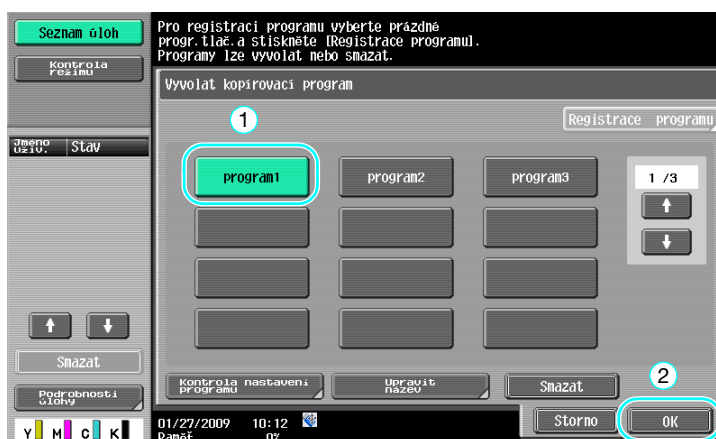 Seznam úloh
Kontrola
režimu
Jméno
uživ.
Stav
Smazat
Podrobnosti
úlohy
Y M C K
Pro registraci programu vyberte prázdné
progr.tlač.a stiskněte [Registrace programu].
Programy lze vyvolat nebo smazat.
Vyvolat kopírovací program
1
Registrace programu
program1 program2 program3
1 /3
Kontrola nastavení
programu
Upravit
název
Smazat
2
01/27/2009 10:12
Paměť 0%
Storno
OK